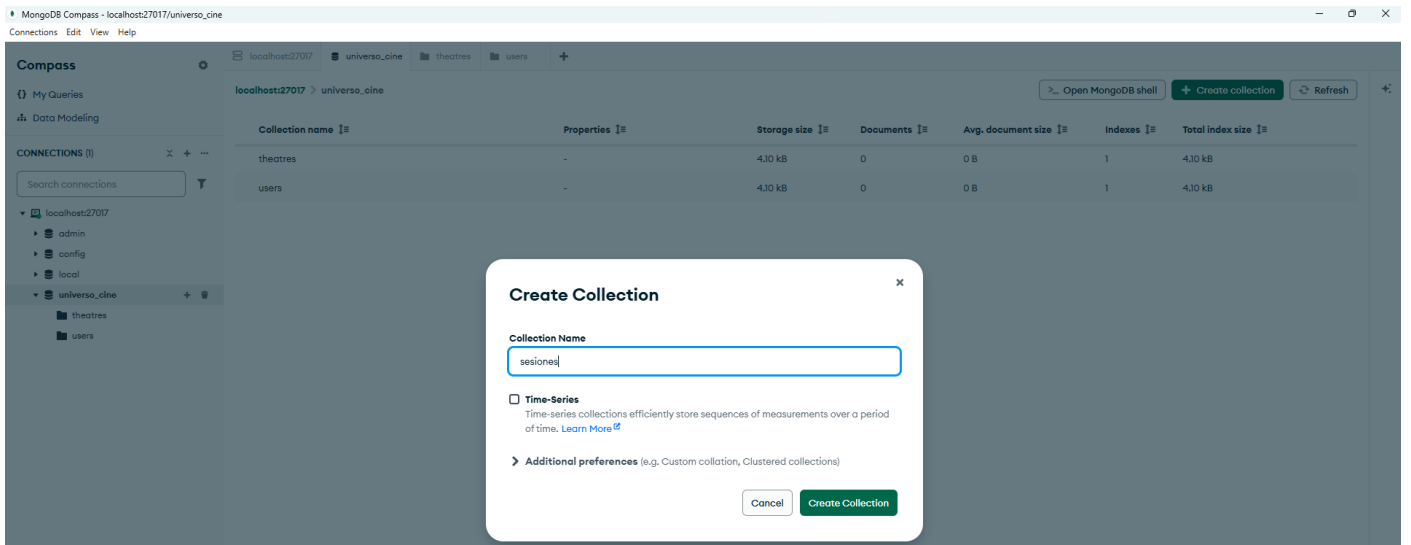 MongoDB Compass - localhost:27017/universo_cine
Connections Edit View Help
Compass
My Queries
Data Modeling
CONNECTIONS (1)
Search connections
localhost:27017
admin
config
local
universo_cine
theatres
users
localhost:27017 universo_cine theatres users
localhost:27017 > universo_cine
>_ Open MongoDB shell + Create collection Refresh
Collection name Properties Storage size Documents Avg. document size Indexes Total index size
theatres - 4.10 kB 0 0 B 1 4.10 kB
users - 4.10 kB 0 0 B 1 4.10 kB
Create Collection
Collection Name
sesiones
Time-Series
Time-series collections efficiently store sequences of measurements over a period
of time. Learn More
Additional preferences (e.g. Custom collation, Clustered collections)
Cancel Create Collection